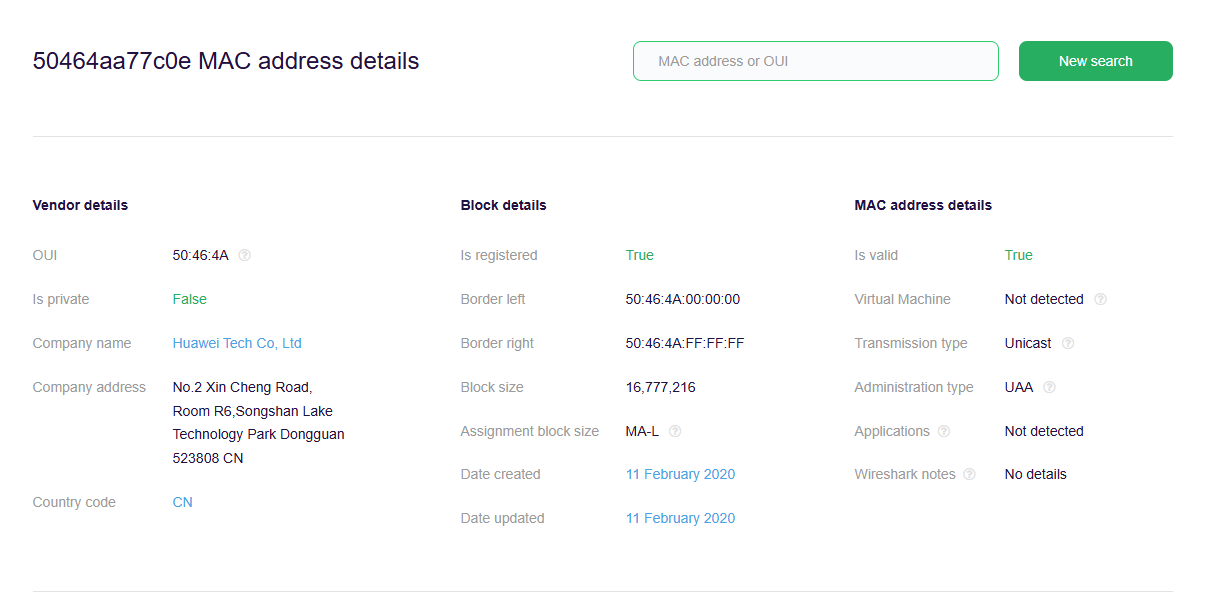 50464aa77c0e MAC address details
MAC address or OUI
New search
Vendor details
OUI 50:46:4A
Is private False
Company name Huawei Tech Co, Ltd
Company address No.2 Xin Cheng Road,
Room R6,Songshan Lake
Technology Park Dongguan
523808 CN
Country code CN
Block details
Is registered True
Border left 50:46:4A:00:00:00
Border right 50:46:4A:FF:FF:FF
Block size 16,777,216
Assignment block size MA-L
Date created 11 February 2020
Date updated 11 February 2020
MAC address details
Is valid True
Virtual Machine Not detected
Transmission type Unicast
Administration type UAA
Applications Not detected
Wireshark notes No details